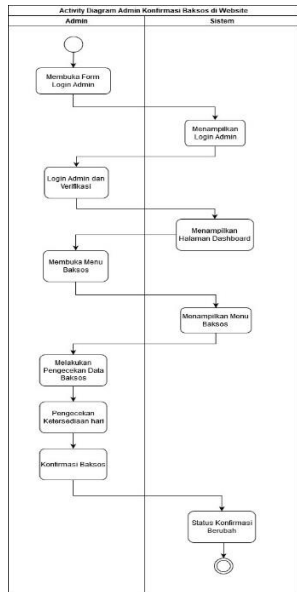 Activity Diagram Admin Konfirmasi Baksos di Website
Admin
Sistem
Membuka Form
Login Admin
Menampilkan
Login Admin
Login Admin dan
Verifikasi
Menampilkan
Halaman Dashboard
Membuka Menu
Baksos
Menampilkan Menu
Baksos
Melakukan
Pengecekan Data
Baksos
Pengecekan
Ketersediaan hari
Konfirmasi Baksos
Status Konfirmasi
Berubah